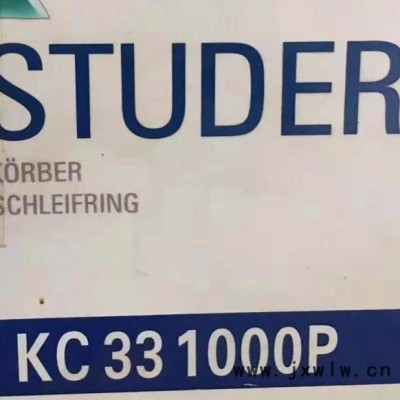 STUDER
KÖRBER
SCHLEIFRING
KC 33 1000P
www.jxwlw.cn